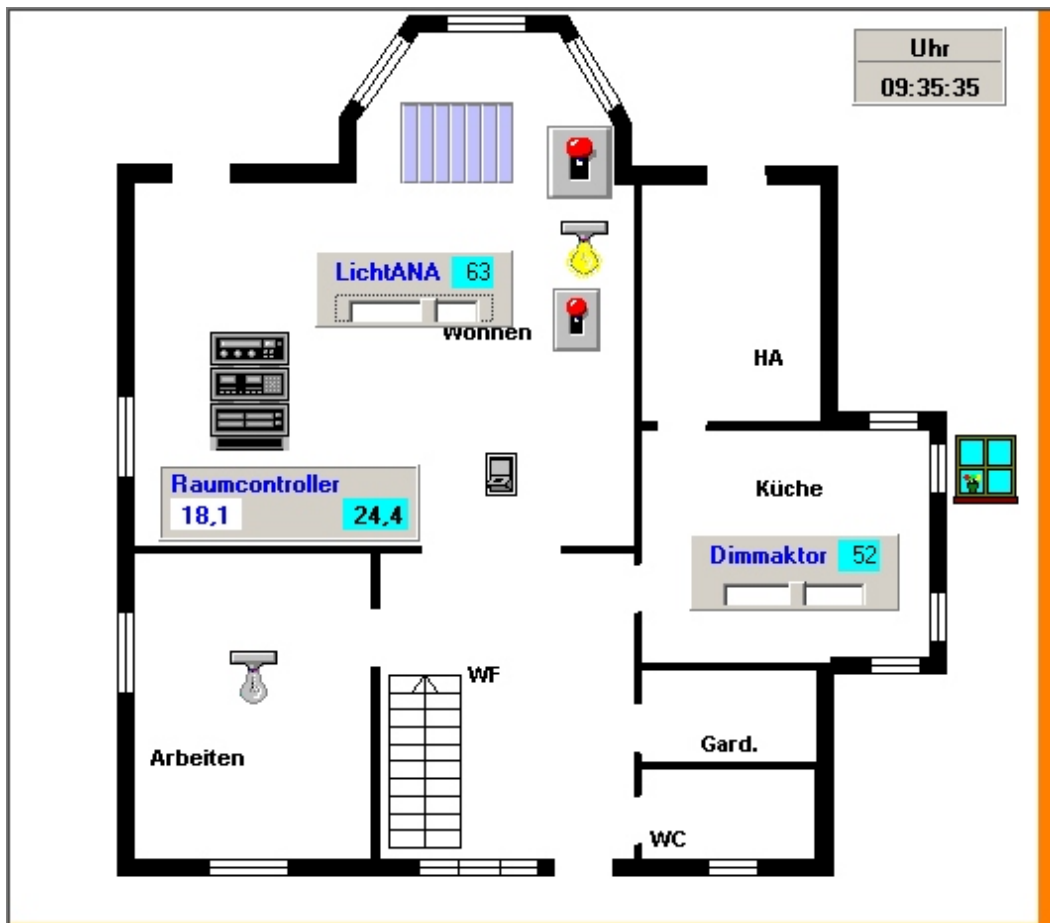 Uhr
09:35:35
LichtANA 63
Wohnen
HA
Raumcontroller
18,1 24,4
Küche
Dimmaktor 52
WF
Arbeiten
Gard.
WC